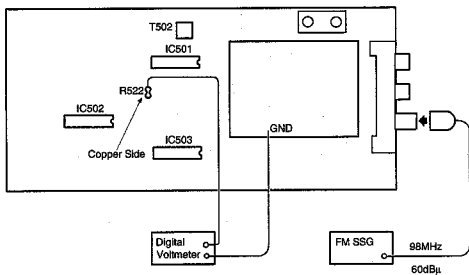 T502
IC501
R522
IC502
GND
Copper Side
IC503
Digital
Voltmeter
FM SSG
98MHz
60dBμ